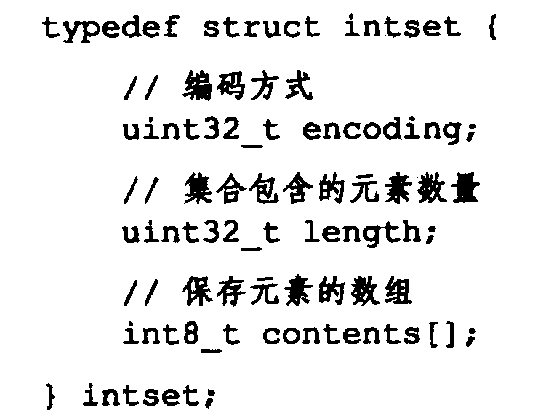 typedef struct intset {
// 编码方式
uint32_t encoding;
// 集合包含的元素数量
uint32_t length;
// 保存元素的数组
int8_t contents[];
} intset;